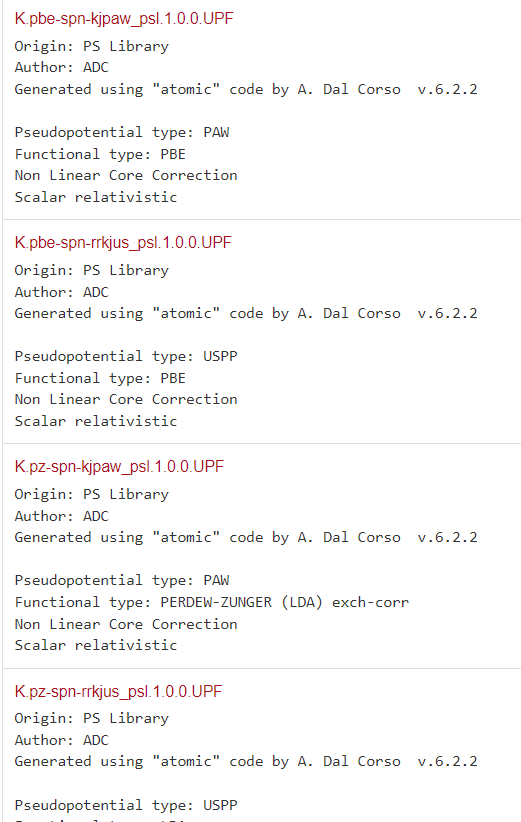 K.pbe-spn-kjpaw_psl.1.0.0.UPF
Origin: PS Library
Author: ADC
Generated using "atomic" code by A. Dal Corso  v.6.2.2
Pseudopotential type: PAW
Functional type: PBE
Non Linear Core Correction
Scalar relativistic
K.pbe-spn-rrkjus_psl.1.0.0.UPF
Origin: PS Library
Author: ADC
Generated using "atomic" code by A. Dal Corso  v.6.2.2
Pseudopotential type: USPP
Functional type: PBE
Non Linear Core Correction
Scalar relativistic
K.pz-spn-kjpaw_psl.1.0.0.UPF
Origin: PS Library
Author: ADC
Generated using "atomic" code by A. Dal Corso  v.6.2.2
Pseudopotential type: PAW
Functional type: PERDEW-ZUNGER (LDA) exch-corr
Non Linear Core Correction
Scalar relativistic
K.pz-spn-rrkjus_psl.1.0.0.UPF
Origin: PS Library
Author: ADC
Generated using "atomic" code by A. Dal Corso  v.6.2.2
Pseudopotential type: USPP